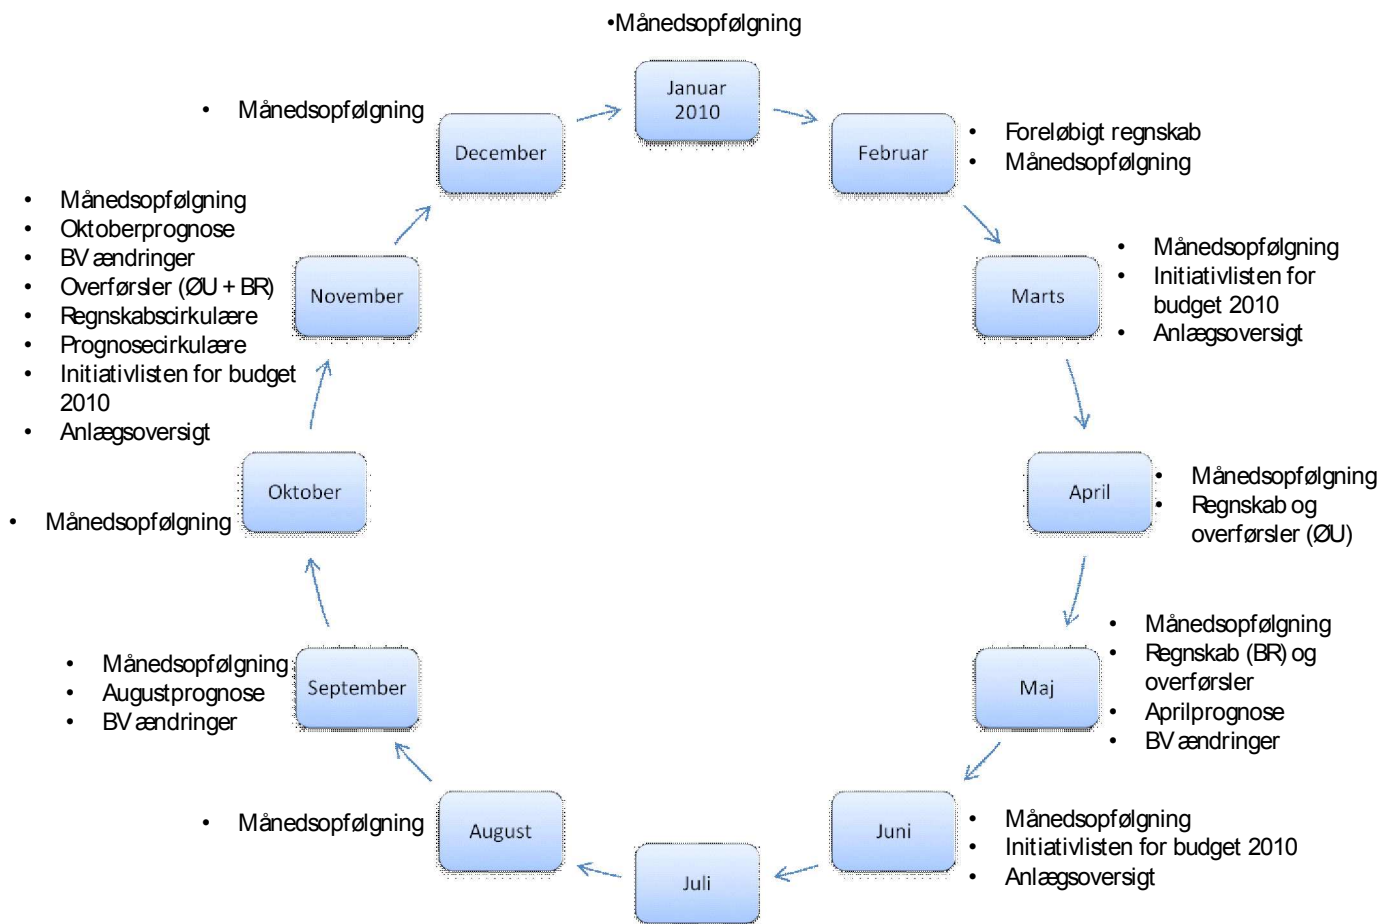 •Månedsopfølgning
Januar
2010
Februar
• Foreløbigt regnskab
• Månedsopfølgning
Marts
• Månedsopfølgning
• Initiativlisten for
budget 2010
• Anlægsoversigt
April
• Månedsopfølgning
• Regnskab og
overførsler (ØU)
Maj
• Månedsopfølgning
• Regnskab (BR) og
overførsler
• Aprilprognose
• BV ændringer
Juni
• Månedsopfølgning
• Initiativlisten for budget 2010
• Anlægsoversigt
Juli
August
• Månedsopfølgning
September
• Månedsopfølgning
• Augustprognose
• BV ændringer
Oktober
• Månedsopfølgning
November
• Månedsopfølgning
• Oktoberprognose
• BV ændringer
• Overførsler (ØU + BR)
• Regnskabscirkulære
• Prognosecirkulære
• Initiativlisten for budget
2010
• Anlægsoversigt
December
• Månedsopfølgning